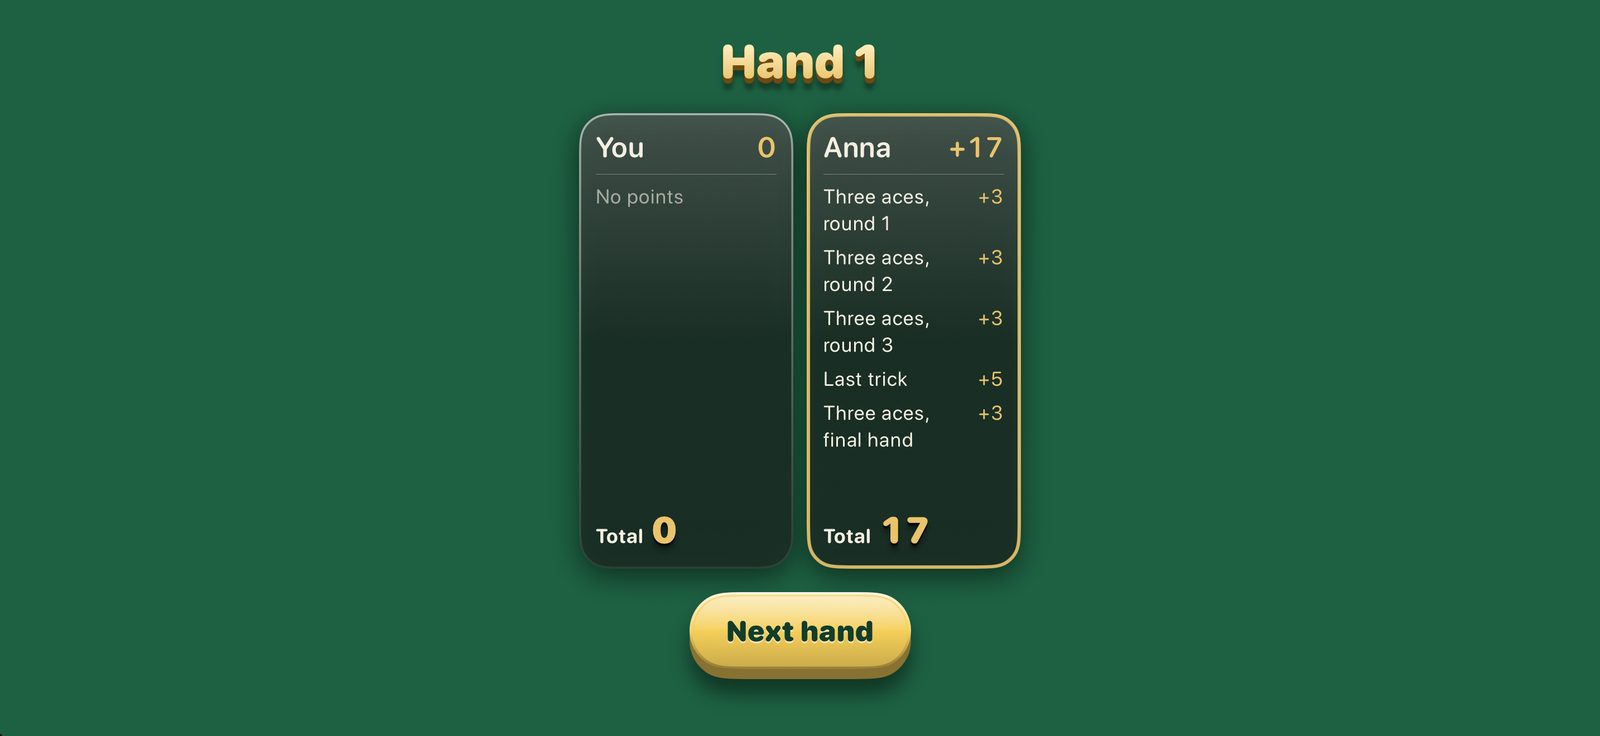 Hand 1
You 0
No points
Total 0
Anna +17
Three aces, +3
round 1
Three aces, +3
round 2
Three aces, +3
round 3
Last trick +5
Three aces, +3
final hand
Total 17
Next hand